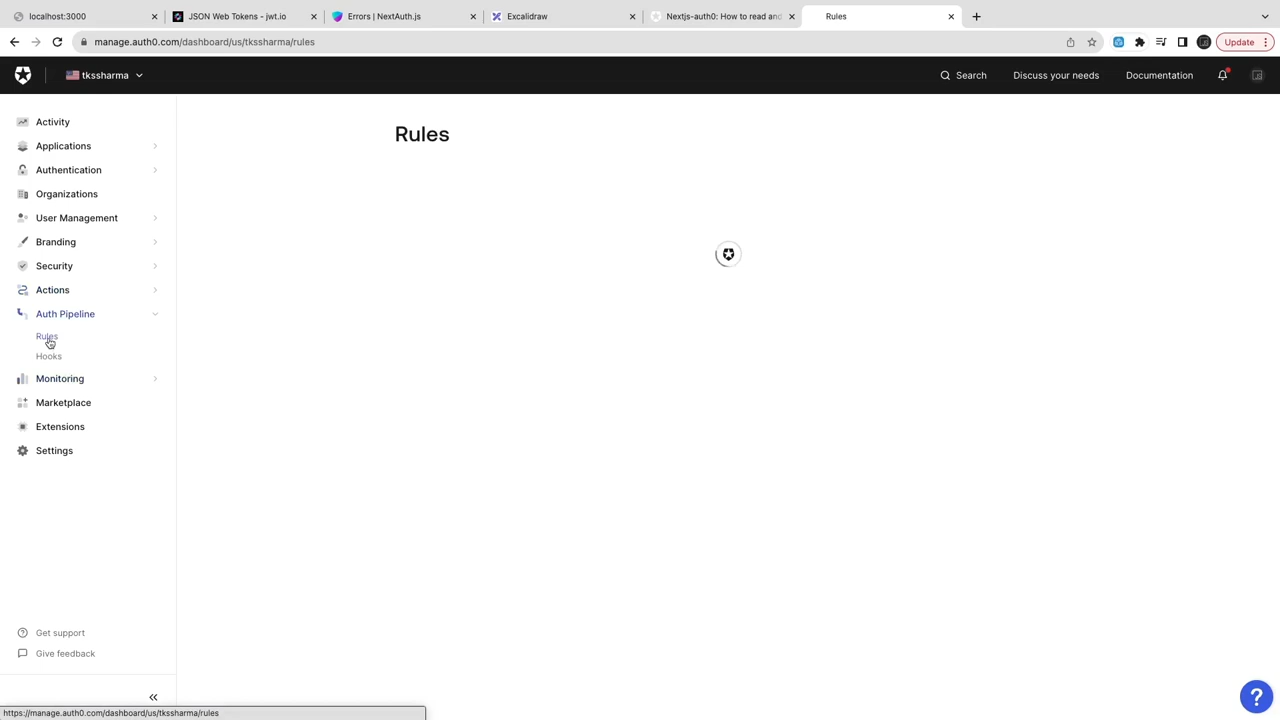 localhost:3000
JSON Web Tokens - jwt.io
Errors | NextAuth.js
Excalidraw
Nextjs-auth0: How to read and
Rules
manage.auth0.com/dashboard/us/tkssharma/rules
Update
tkssharma
Search
Discuss your needs
Documentation
Activity
Applications
Authentication
Organizations
User Management
Branding
Security
Actions
Auth Pipeline
Rules
Hooks
Monitoring
Marketplace
Extensions
Settings
Rules
Get support
Give feedback
https://manage.auth0.com/dashboard/us/tkssharma/rules
?